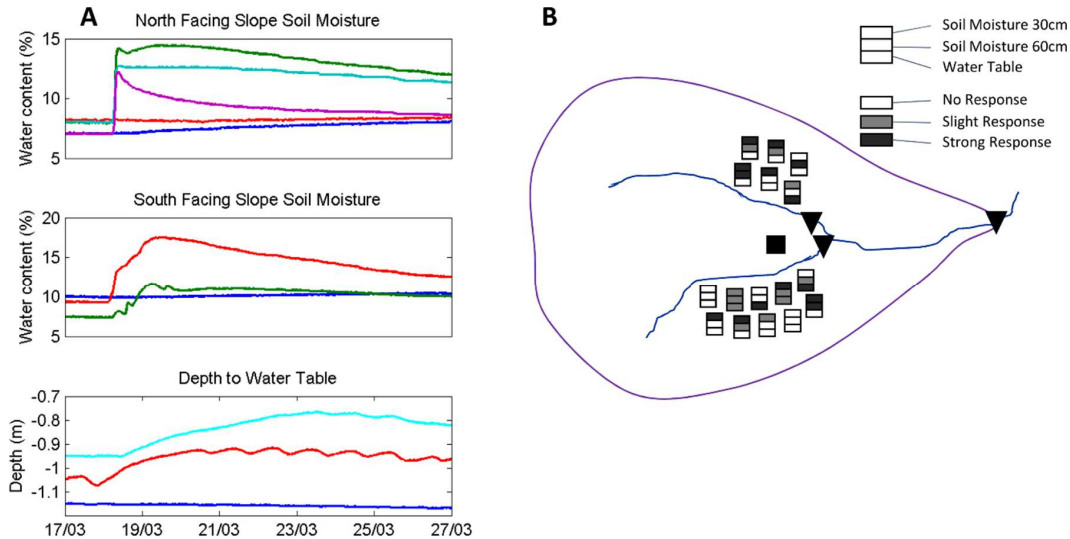 A
North Facing Slope Soil Moisture
Water content (%)
15
10
5
South Facing Slope Soil Moisture
Water content (%)
20
15
10
5
Depth to Water Table
Depth (m)
-0.7
-0.8
-0.9
-1
-1.1
17/03 19/03 21/03 23/03 25/03 27/03
B
Soil Moisture 30cm
Soil Moisture 60cm
Water Table
No Response
Slight Response
Strong Response